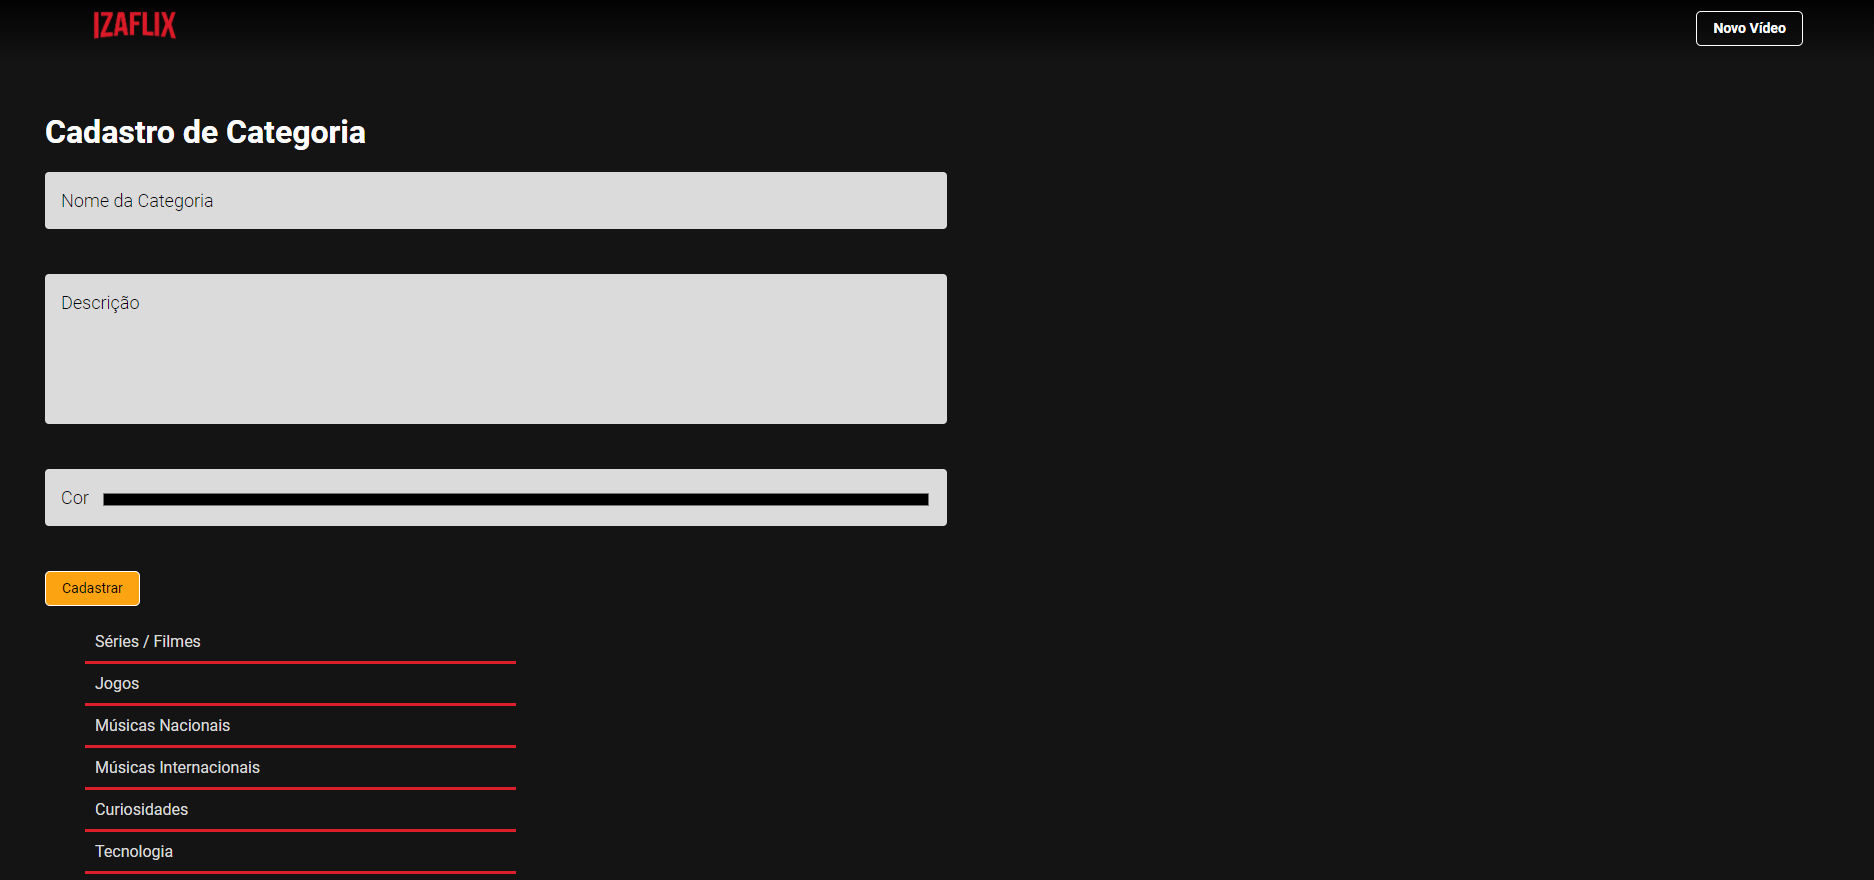 IZAFLIX
Novo Vídeo
Cadastro de Categoria
Nome da Categoria
Descrição
Cor
Cadastrar
Séries / Filmes
Jogos
Músicas Nacionais
Músicas Internacionais
Curiosidades
Tecnologia